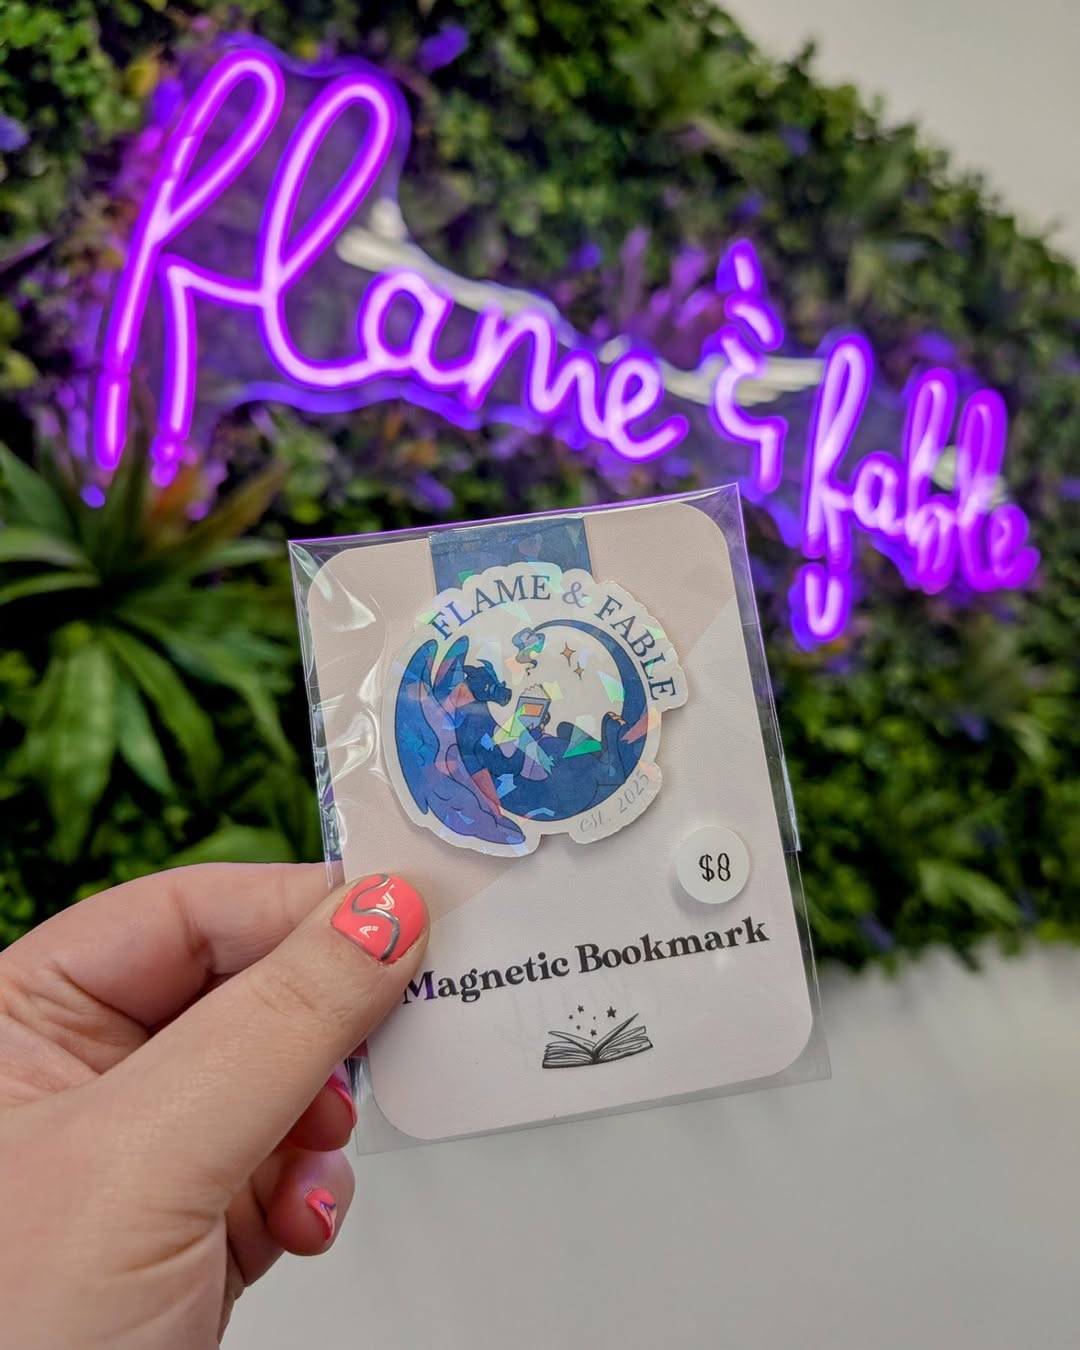 flame & fable
FLAME & FABLE
est. 2025
$8
Magnetic Bookmark